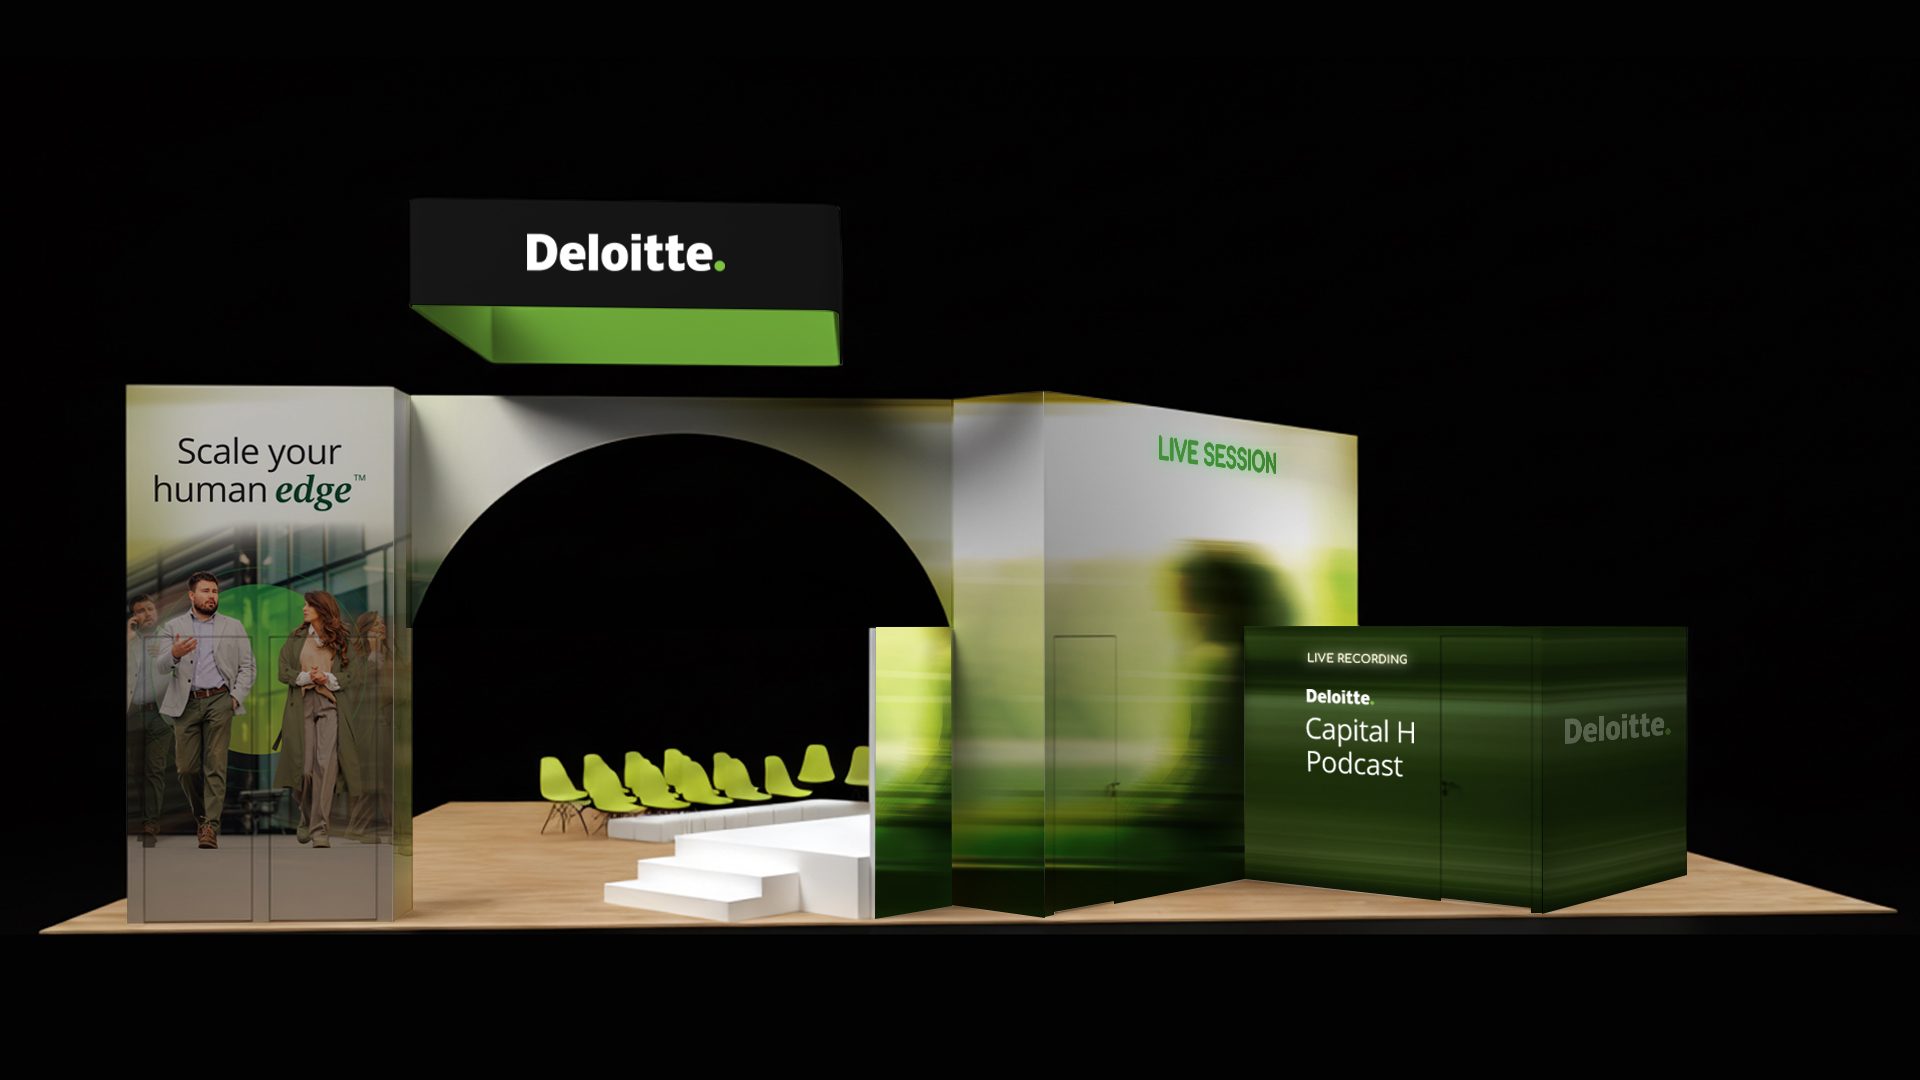 Deloitte.
Scale your
human edge™
LIVE SESSION
LIVE RECORDING
Deloitte.
Capital H
Podcast
Deloitte.